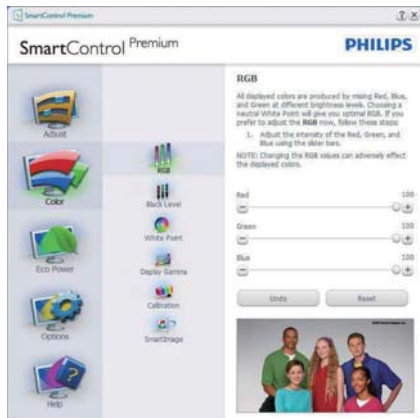 SmartControl Premium
SmartControl Premium
PHILIPS
Adjust
Color
Eco Power
Options
Help
RGB
Black Level
White Point
Display Gamma
Calibration
SmartImage
RGB
All displayed colors are produced by mixing Red, Blue,
and Green at different brightness levels. Choosing a
neutral White Point will give you optimal RGB. If you
prefer to adjust the RGB now, follow these steps:
1. Adjust the intensity of the Red, Green, and
Blue using the slider bars.
NOTE: Changing the RGB values can adversely effect
the displayed colors.
Red 100
Green 100
Blue 100
Undo Reset